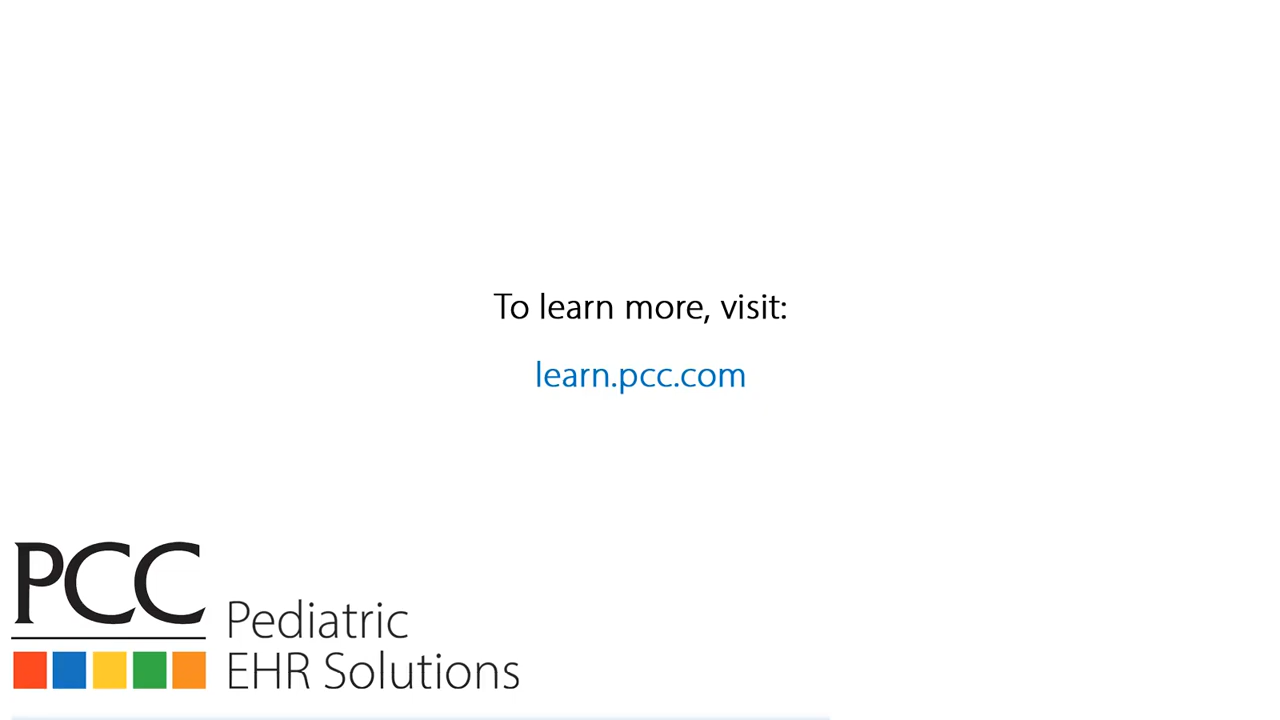 To learn more, visit:
learn.pcc.com
PCC
Pediatric
EHR Solutions